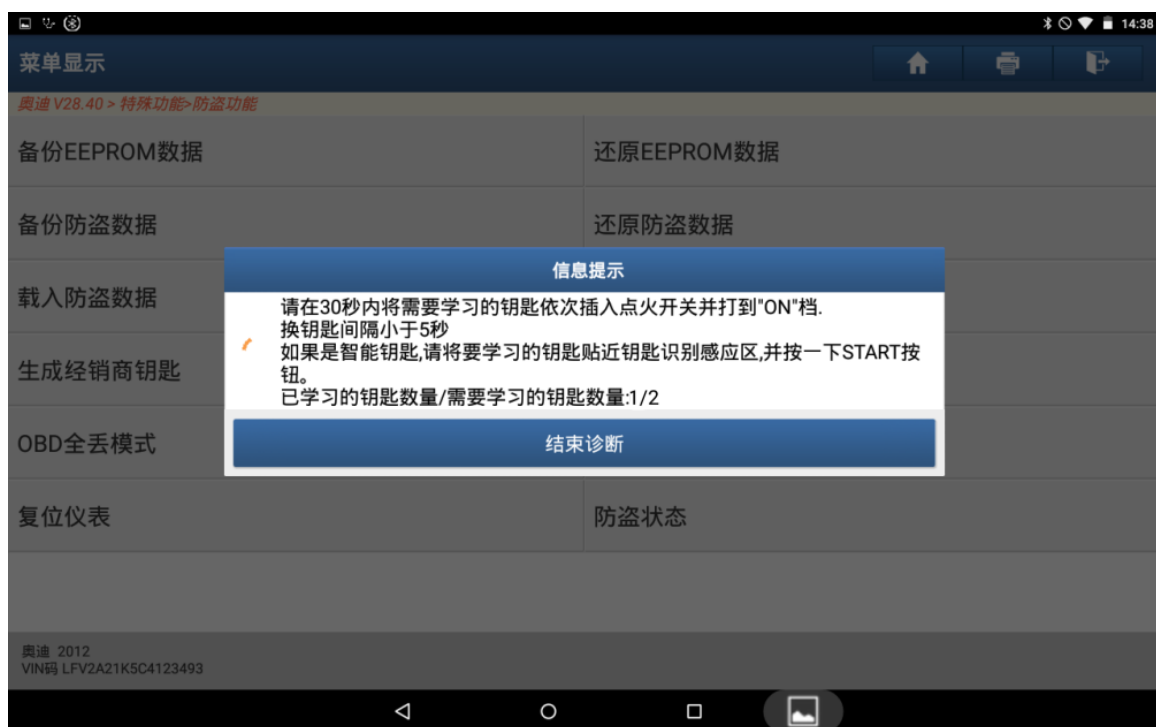 14:38
菜单显示
奥迪 V28.40 > 特殊功能>防盗功能
备份EEPROM数据
还原EEPROM数据
备份防盗数据
还原防盗数据
载入防盗数据
生成经销商钥匙
OBD全丢模式
复位仪表
防盗状态
信息提示
请在30秒内将需要学习的钥匙依次插入点火开关并打到"ON"档.
换钥匙间隔小于5秒
如果是智能钥匙,请将要学习的钥匙贴近钥匙识别感应区,并按一下START按
钮。
已学习的钥匙数量/需要学习的钥匙数量:1/2
结束诊断
奥迪 2012
VIN码 LFV2A21K5C4123493